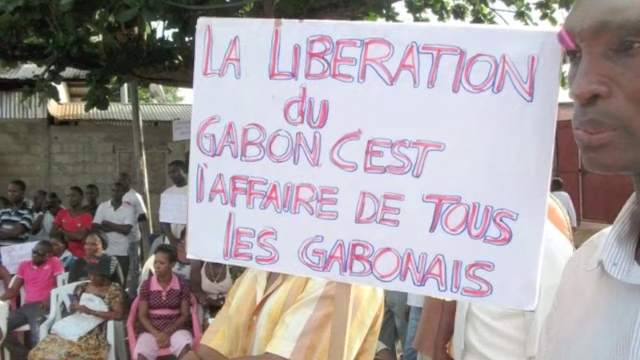 LA LIBERATION
du
GABON C'EST
l'AFFAIRE DE TOUS
lES GABONAIS